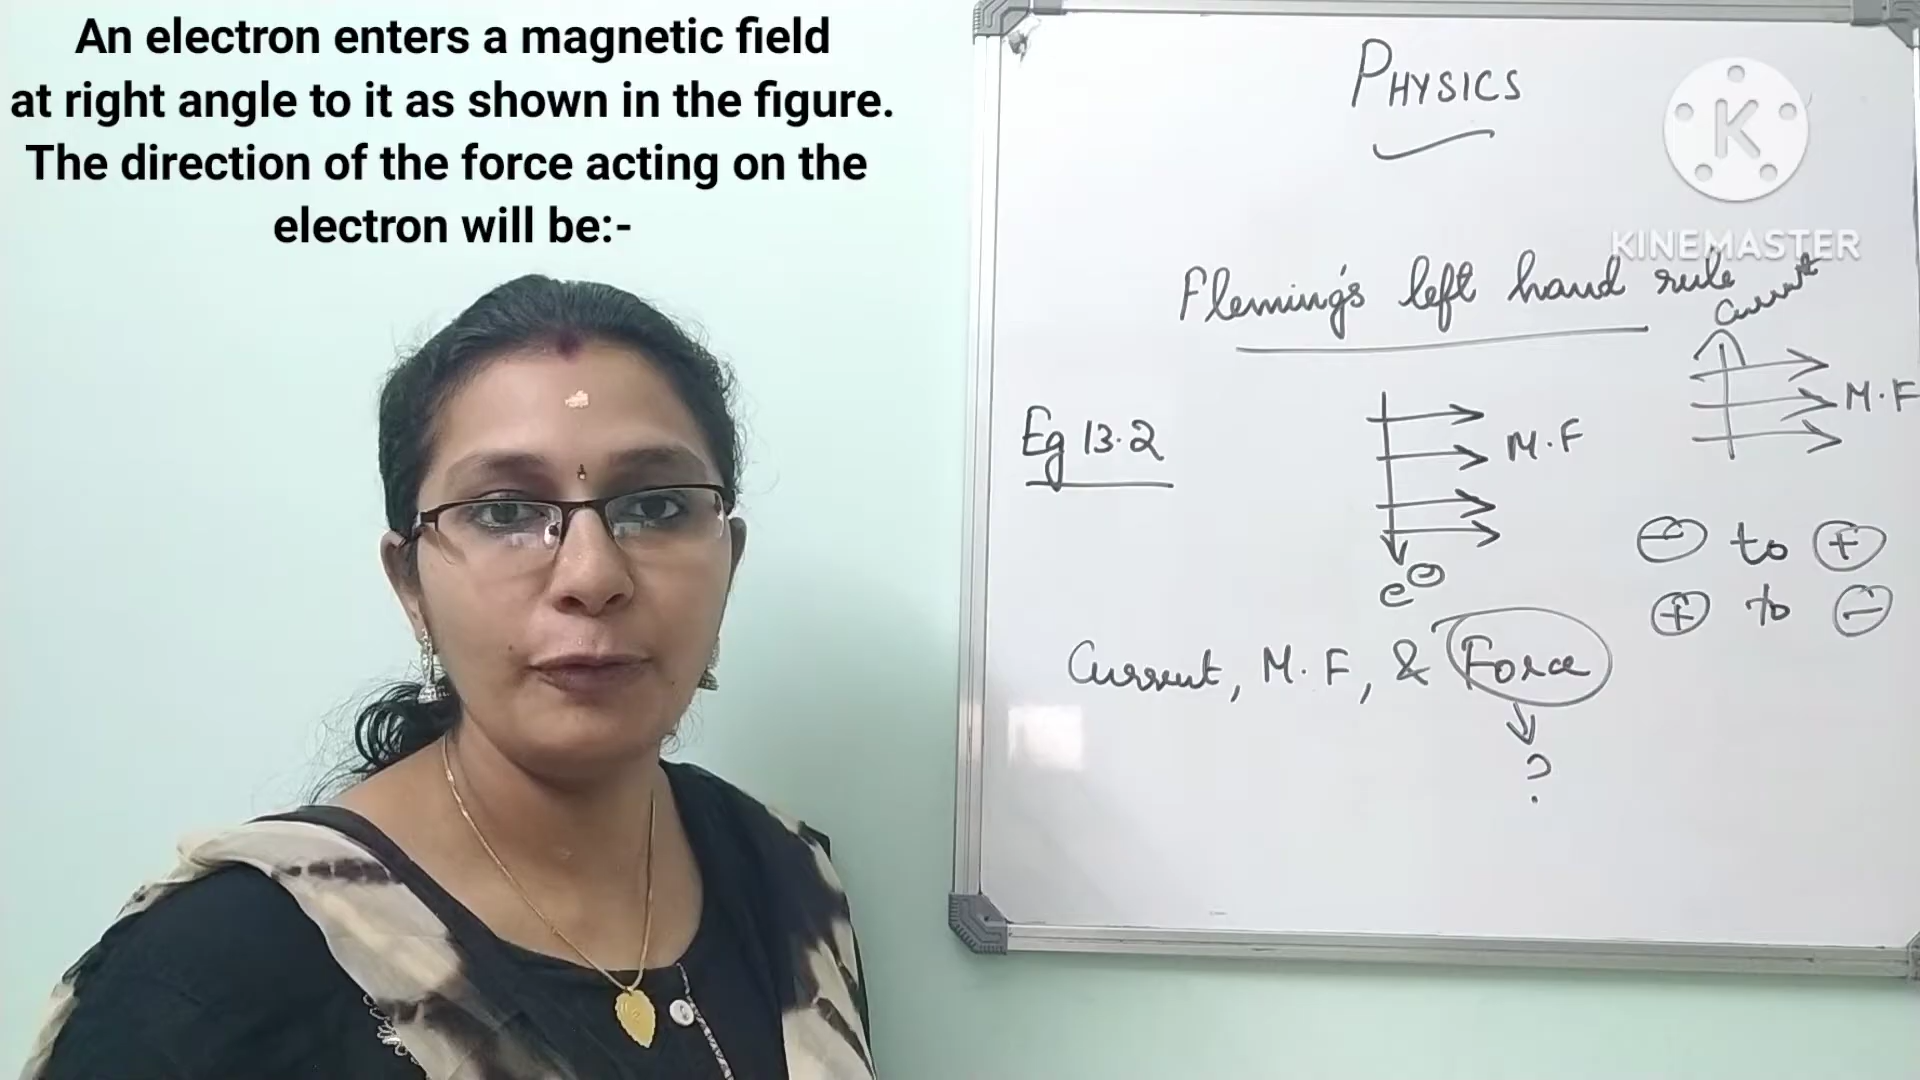 An electron enters a magnetic field
at right angle to it as shown in the figure.
The direction of the force acting on the
electron will be:-
PHYSICS
K
KINEMASTER
Fleming's left hand rule
Current
M.F
Eg 13.2
M.F
e⊖
⊖ to ⊕
⊕ to ⊖
Current, M.F, & Force
?